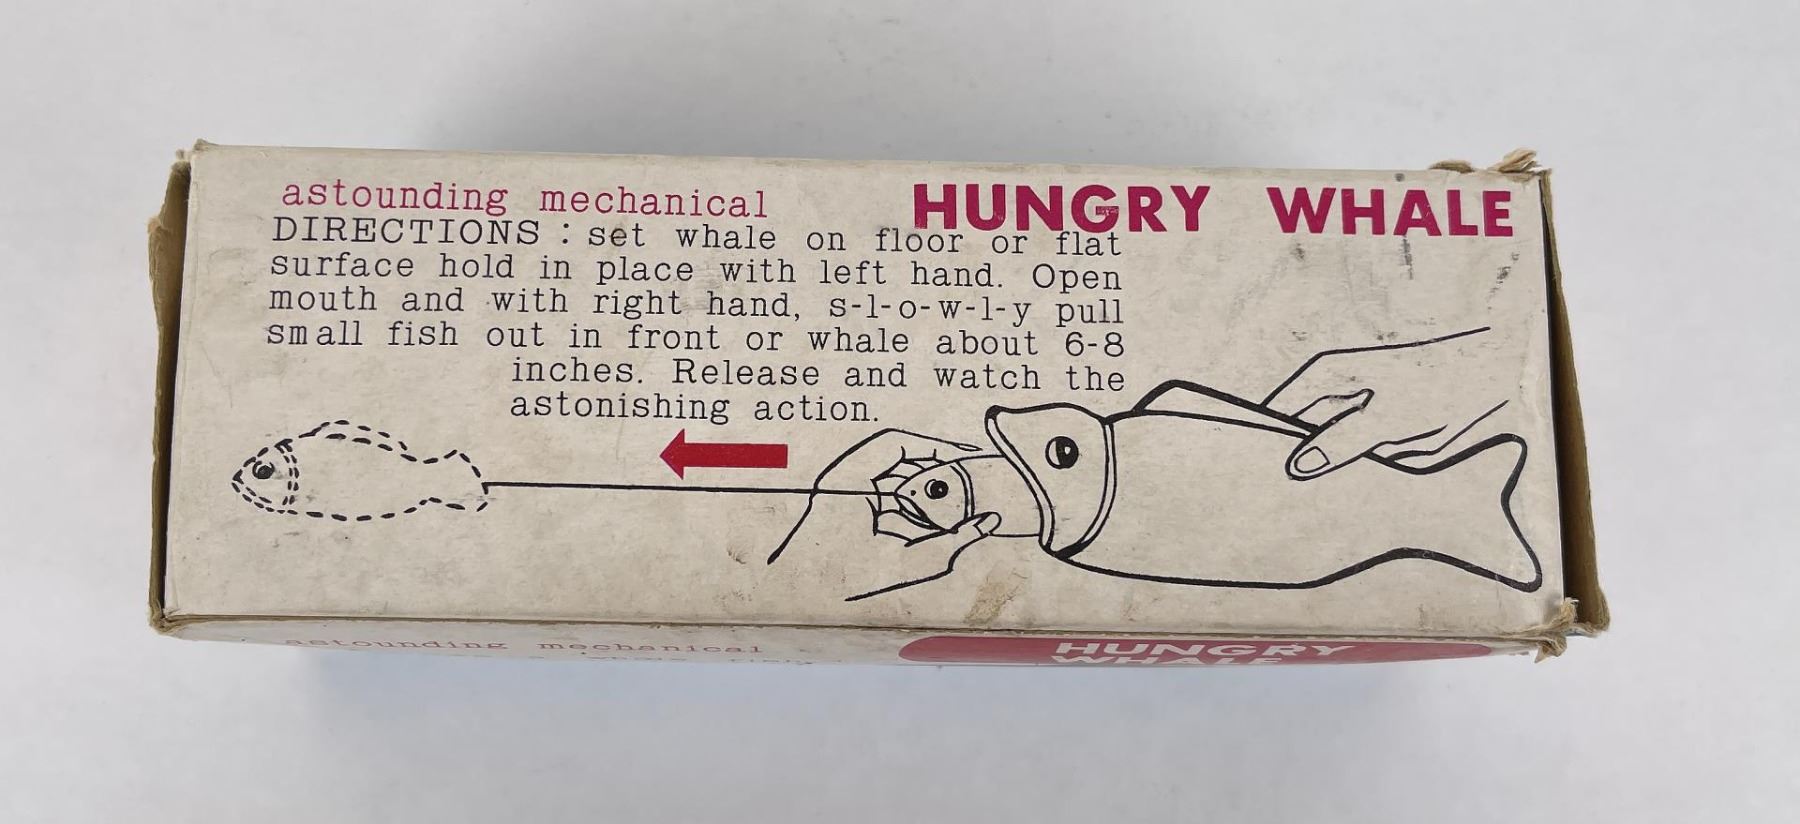 astounding mechanical HUNGRY WHALE
DIRECTIONS : set whale on floor or flat
surface hold in place with left hand. Open
mouth and with right hand, s-l-o-w-l-y pull
small fish out in front or whale about 6-8
inches. Release and watch the
astonishing action.
astounding mechanical HUNGRY
WHALE